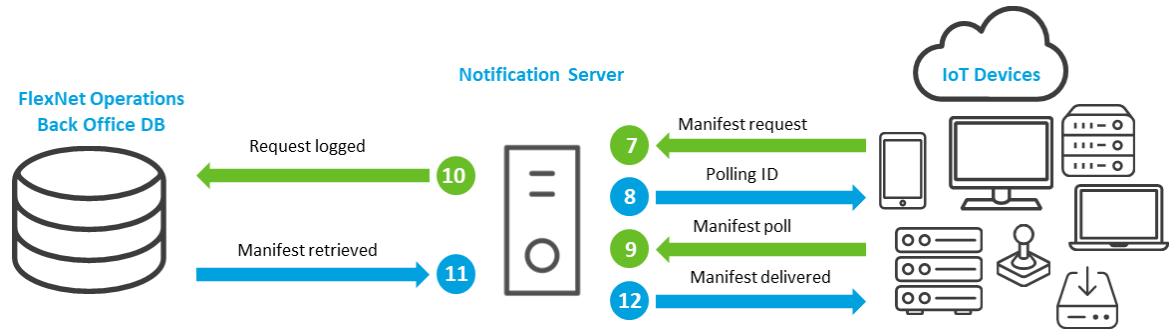 FlexNet Operations
Back Office DB
Request logged
10
Manifest retrieved
11
Notification Server
IoT Devices
7
Manifest request
8
Polling ID
9
Manifest poll
12
Manifest delivered